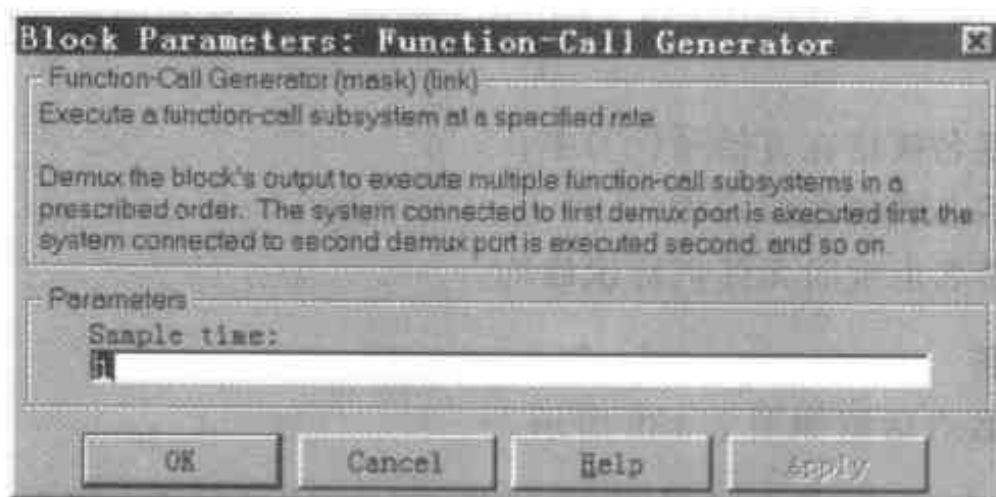 Block Parameters: Function-Call Generator
Function-Call Generator (mask) (link)
Execute a function-call subsystem at a specified rate.
Demux the block's output to execute multiple function-call subsystems in a
prescribed order. The system connected to first demux port is executed first, the
system connected to second demux port is executed second, and so on.
Parameters
Sample time:
OK
Cancel
Help
Apply